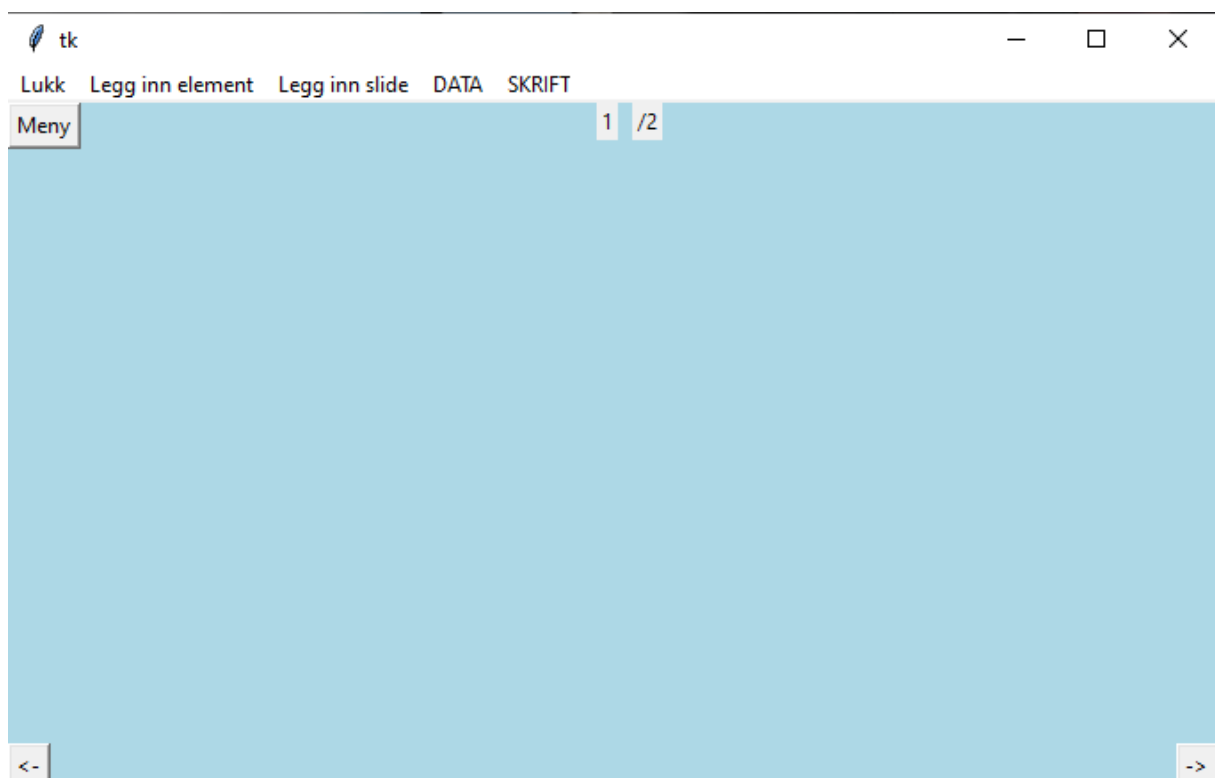 tk
Lukk Legg inn element Legg inn slide DATA SKRIFT
Meny 1 /2
<- ->